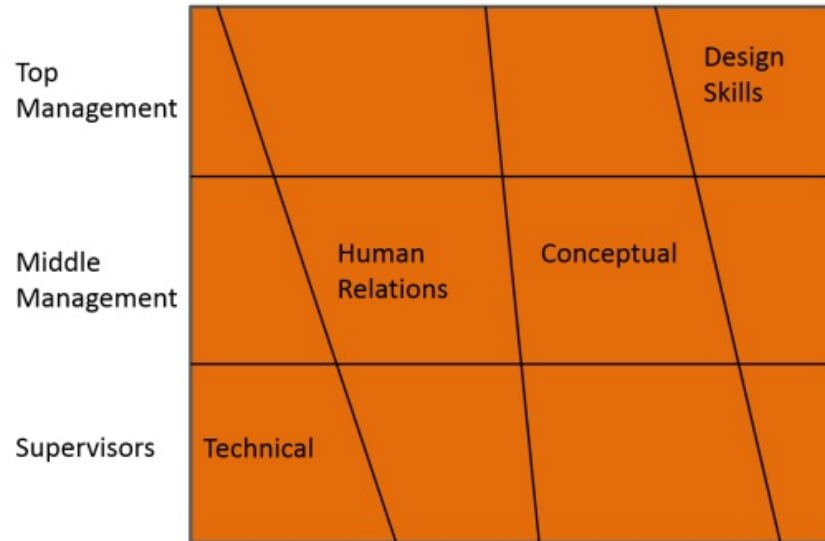 Top
Management
Design
Skills
Middle
Management
Human
Relations
Conceptual
Supervisors
Technical